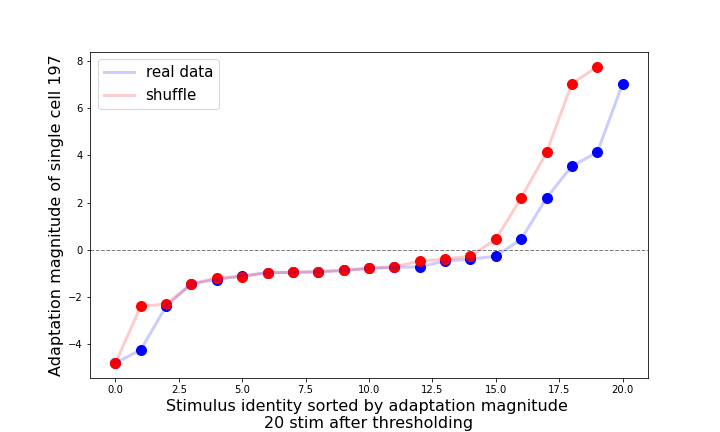 real data
shuffle
Adaptation magnitude of single cell 197
8
6
4
2
0
−2
−4
0.0 2.5 5.0 7.5 10.0 12.5 15.0 17.5 20.0
Stimulus identity sorted by adaptation magnitude
20 stim after thresholding